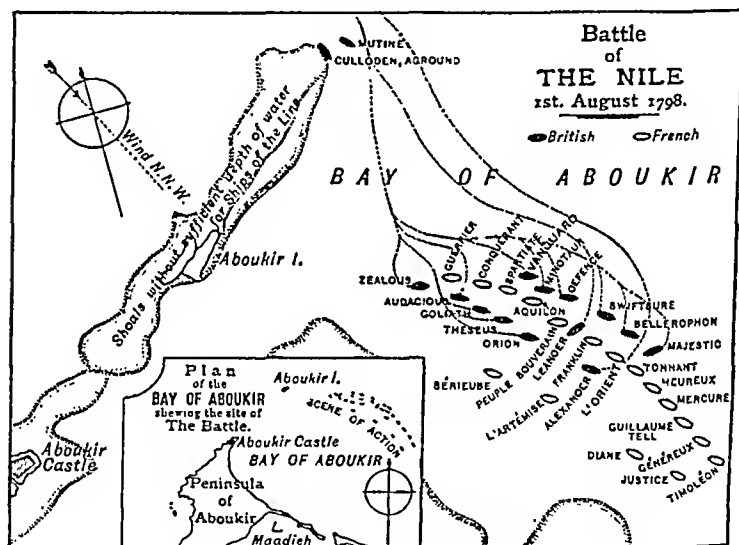 Battle
of
THE NILE
1st. August 1798.
British French
MUTINE
CULLODEN, AGROUND
Wind N.N.W.
Shoals without sufficient depth of water
for Ships of the Line
BAY OF ABOUKIR
Aboukir I.
GUERRIER
CONQUERANT
SPARTIATE
VANGUARD
MINOTAUR
DEFENCE
ZEALOUS
AUDACIOUS
GOLIATH
THESEUS
ORION
AQUILON
SWIFTSURE
BELLEROPHON
MAJESTIC
SÉRIEUSE
PEUPLE SOUVERAIN
LEANDER
FRANKLIN
L'ARTÉMISE
ALEXANDER
L'ORIENT
TONNANT
HEUREUX
MERCURE
GUILLAUME
TELL
DIANE
GÉNÉREUX
JUSTICE
TIMOLÉON
Aboukir
Castle
Plan
of the
BAY OF ABOUKIR
shewing the site of
The Battle.
Aboukir I.
SCENE OF ACTION
Aboukir Castle
BAY OF ABOUKIR
Peninsula
of
Aboukir
L.
Maadieh